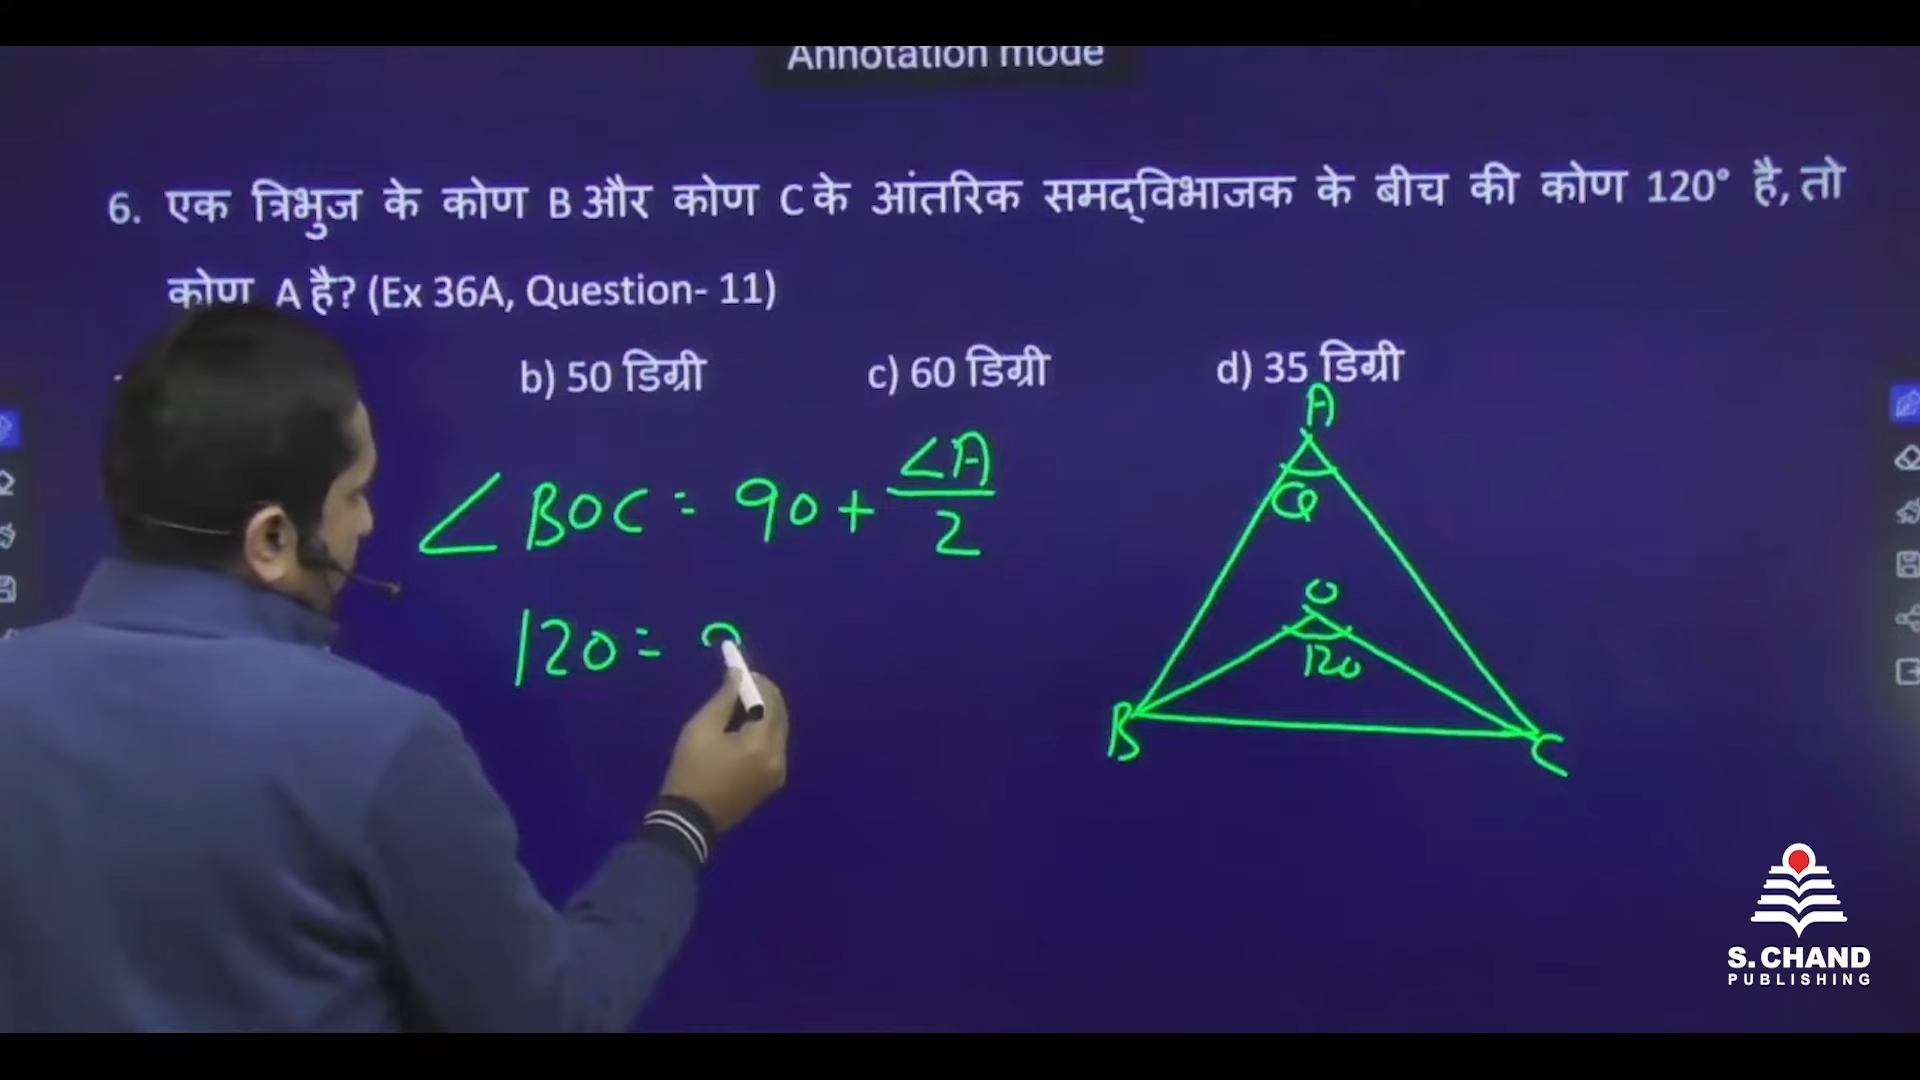 Annotation mode
6. एक त्रिभुज के कोण B और कोण C के आंतरिक समद्विभाजक के बीच की कोण 120° है, तो
कोण A है? (Ex 36A, Question- 11)
b) 50 डिग्री c) 60 डिग्री d) 35 डिग्री
∠BOC = 90 + ∠A/2
120 =
A
O
120
B
C
S. CHAND
PUBLISHING